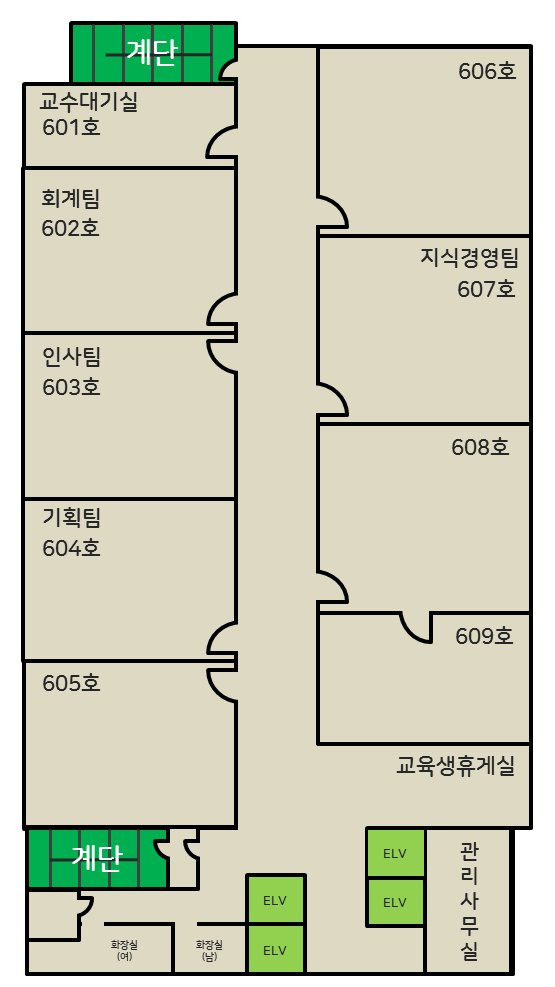 계단
교수대기실
601호
606호
회계팀
602호
지식경영팀
607호
인사팀
603호
608호
기획팀
604호
609호
605호
교육생휴게실
계단
ELV
ELV
관리사무실
ELV
ELV
화장실
(여)
화장실
(남)